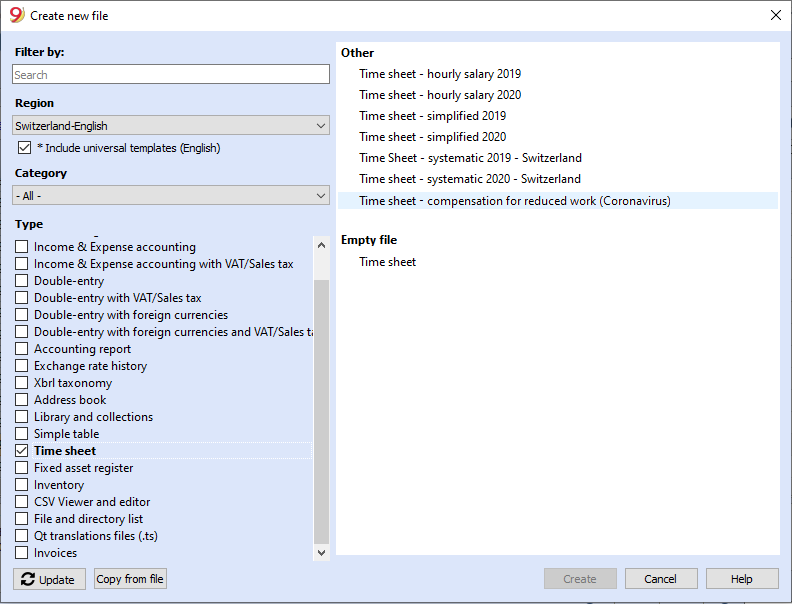 9 Create new file
Filter by:
Search
Region
Switzerland-English
* Include universal templates (English)
Category
- All -
Type
Income & Expense accounting
Income & Expense accounting with VAT/Sales tax
Double-entry
Double-entry with VAT/Sales tax
Double-entry with foreign currencies
Double-entry with foreign currencies and VAT/Sales
Accounting report
Exchange rate history
Xbrl taxonomy
Address book
Library and collections
Simple table
Time sheet
Fixed asset register
Inventory
CSV Viewer and editor
File and directory list
Qt translations files (.ts)
Invoices
Other
Time sheet - hourly salary 2019
Time sheet - hourly salary 2020
Time sheet - simplified 2019
Time sheet - simplified 2020
Time Sheet - systematic 2019 - Switzerland
Time sheet - systematic 2020 - Switzerland
Time sheet - compensation for reduced work (Coronavirus)
Empty file
Time sheet
Update
Copy from file
Create
Cancel
Help